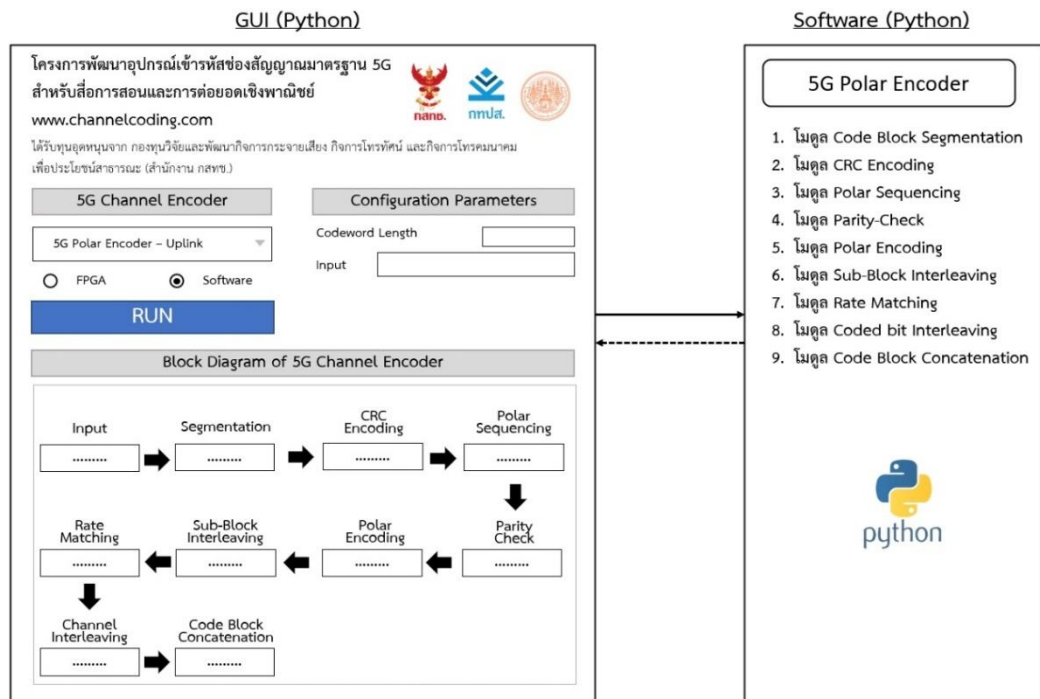 GUI (Python)
โครงการพัฒนาอุปกรณ์เข้ารหัสช่องสัญญาณมาตรฐาน 5G
สำหรับสื่อการสอนและการต่อยอดเชิงพาณิชย์
www.channelcoding.com
กสทช.
กทปส.
ได้รับทุนอุดหนุนจาก กองทุนวิจัยและพัฒนากิจการกระจายเสียง กิจการโทรทัศน์ และกิจการโทรคมนาคม
เพื่อประโยชน์สาธารณะ (สำนักงาน กสทช.)
5G Channel Encoder
Configuration Parameters
5G Polar Encoder – Uplink
Codeword Length
Input
FPGA
Software
RUN
Block Diagram of 5G Channel Encoder
Input
.........
Segmentation
.........
CRC
Encoding
.........
Polar
Sequencing
.........
Rate
Matching
.........
Sub-Block
Interleaving
.........
Polar
Encoding
.........
Parity
Check
.........
Channel
Interleaving
.........
Code Block
Concatenation
.........
Software (Python)
5G Polar Encoder
1. โมดูล Code Block Segmentation
2. โมดูล CRC Encoding
3. โมดูล Polar Sequencing
4. โมดูล Parity-Check
5. โมดูล Polar Encoding
6. โมดูล Sub-Block Interleaving
7. โมดูล Rate Matching
8. โมดูล Coded bit Interleaving
9. โมดูล Code Block Concatenation
python